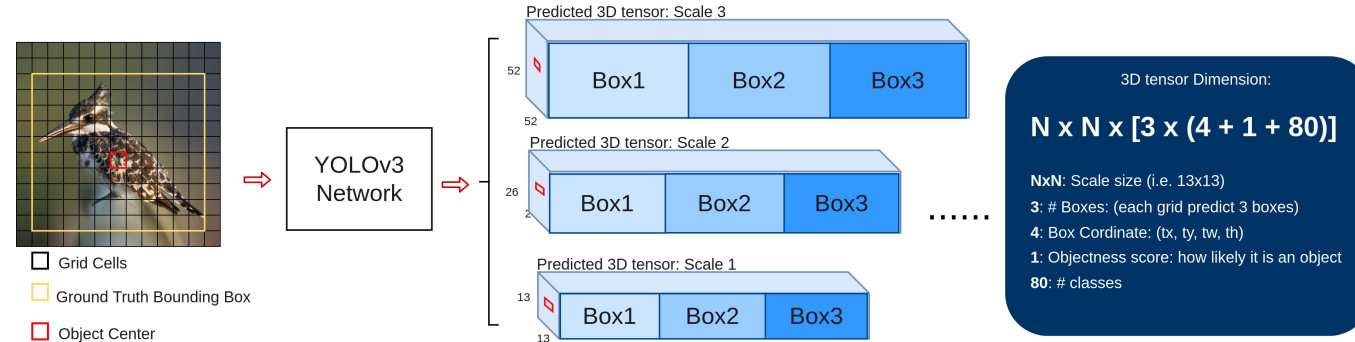 Predicted 3D tensor: Scale 3
52
Box1
Box2
Box3
52
YOLOv3
Network
Predicted 3D tensor: Scale 2
26
Box1
Box2
Box3
2
......
Predicted 3D tensor: Scale 1
13
Box1
Box2
Box3
13
Grid Cells
Ground Truth Bounding Box
Object Center
3D tensor Dimension:
N x N x [3 x (4 + 1 + 80)]
NxN: Scale size (i.e. 13x13)
3: # Boxes: (each grid predict 3 boxes)
4: Box Cordinate: (tx, ty, tw, th)
1: Objectness score: how likely it is an object
80: # classes